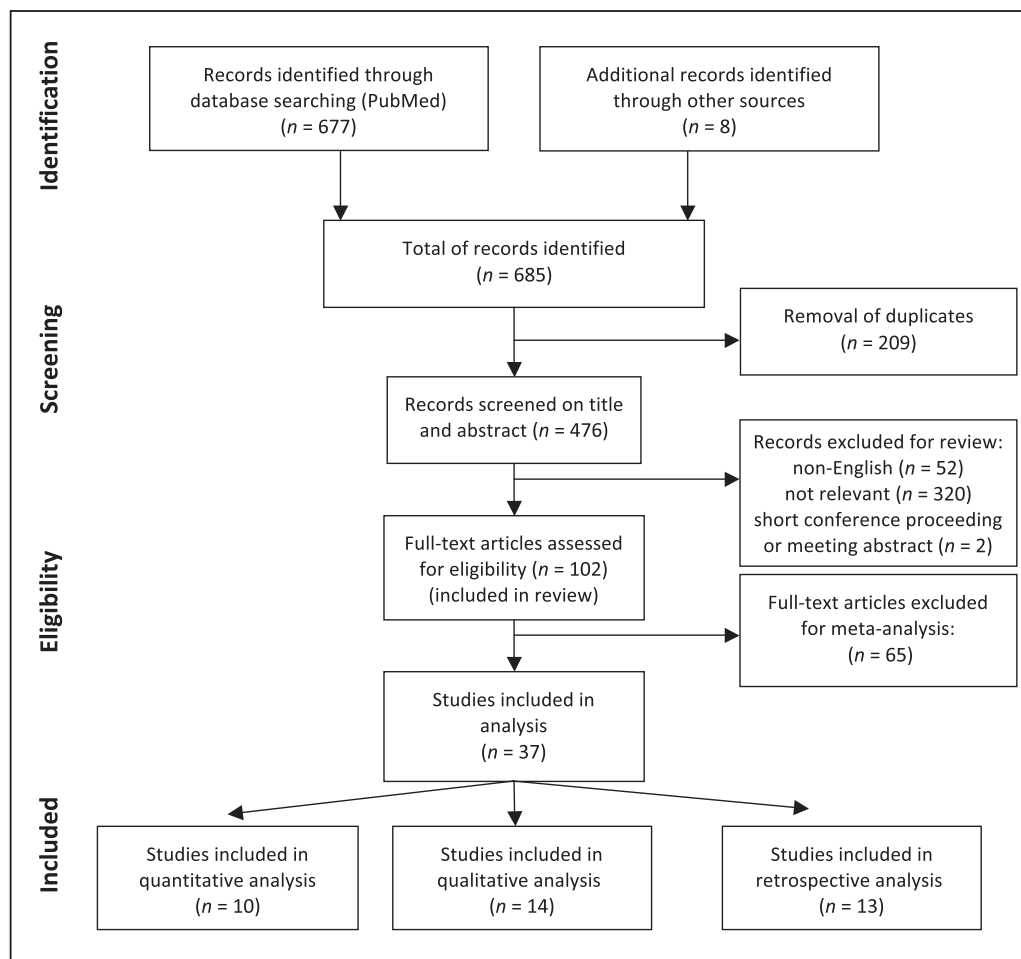 Identification
Records identified through
database searching (PubMed)
(n = 677)
Additional records identified
through other sources
(n = 8)
Total of records identified
(n = 685)
Screening
Removal of duplicates
(n = 209)
Records screened on title
and abstract (n = 476)
Records excluded for review:
non-English (n = 52)
not relevant (n = 320)
short conference proceeding
or meeting abstract (n = 2)
Eligibility
Full-text articles assessed
for eligibility (n = 102)
(included in review)
Full-text articles excluded
for meta-analysis:
(n = 65)
Studies included in
analysis
(n = 37)
Included
Studies included in
quantitative analysis
(n = 10)
Studies included in
qualitative analysis
(n = 14)
Studies included in
retrospective analysis
(n = 13)